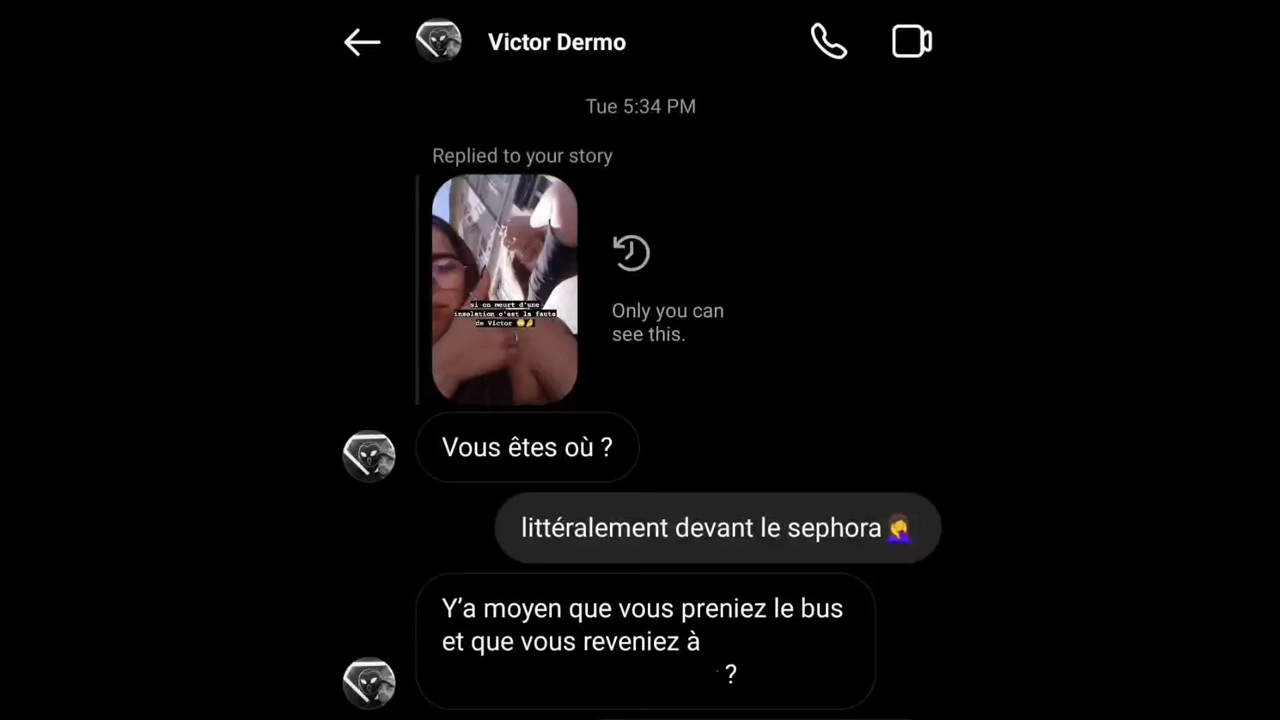 Victor Dermo
Tue 5:34 PM
Replied to your story
si on meurt d'une
insolation c'est la faute
de Victor 😳🤌
Only you can
see this.
Vous êtes où ?
littéralement devant le sephora🤦‍♀️
Y'a moyen que vous preniez le bus
et que vous reveniez à
?